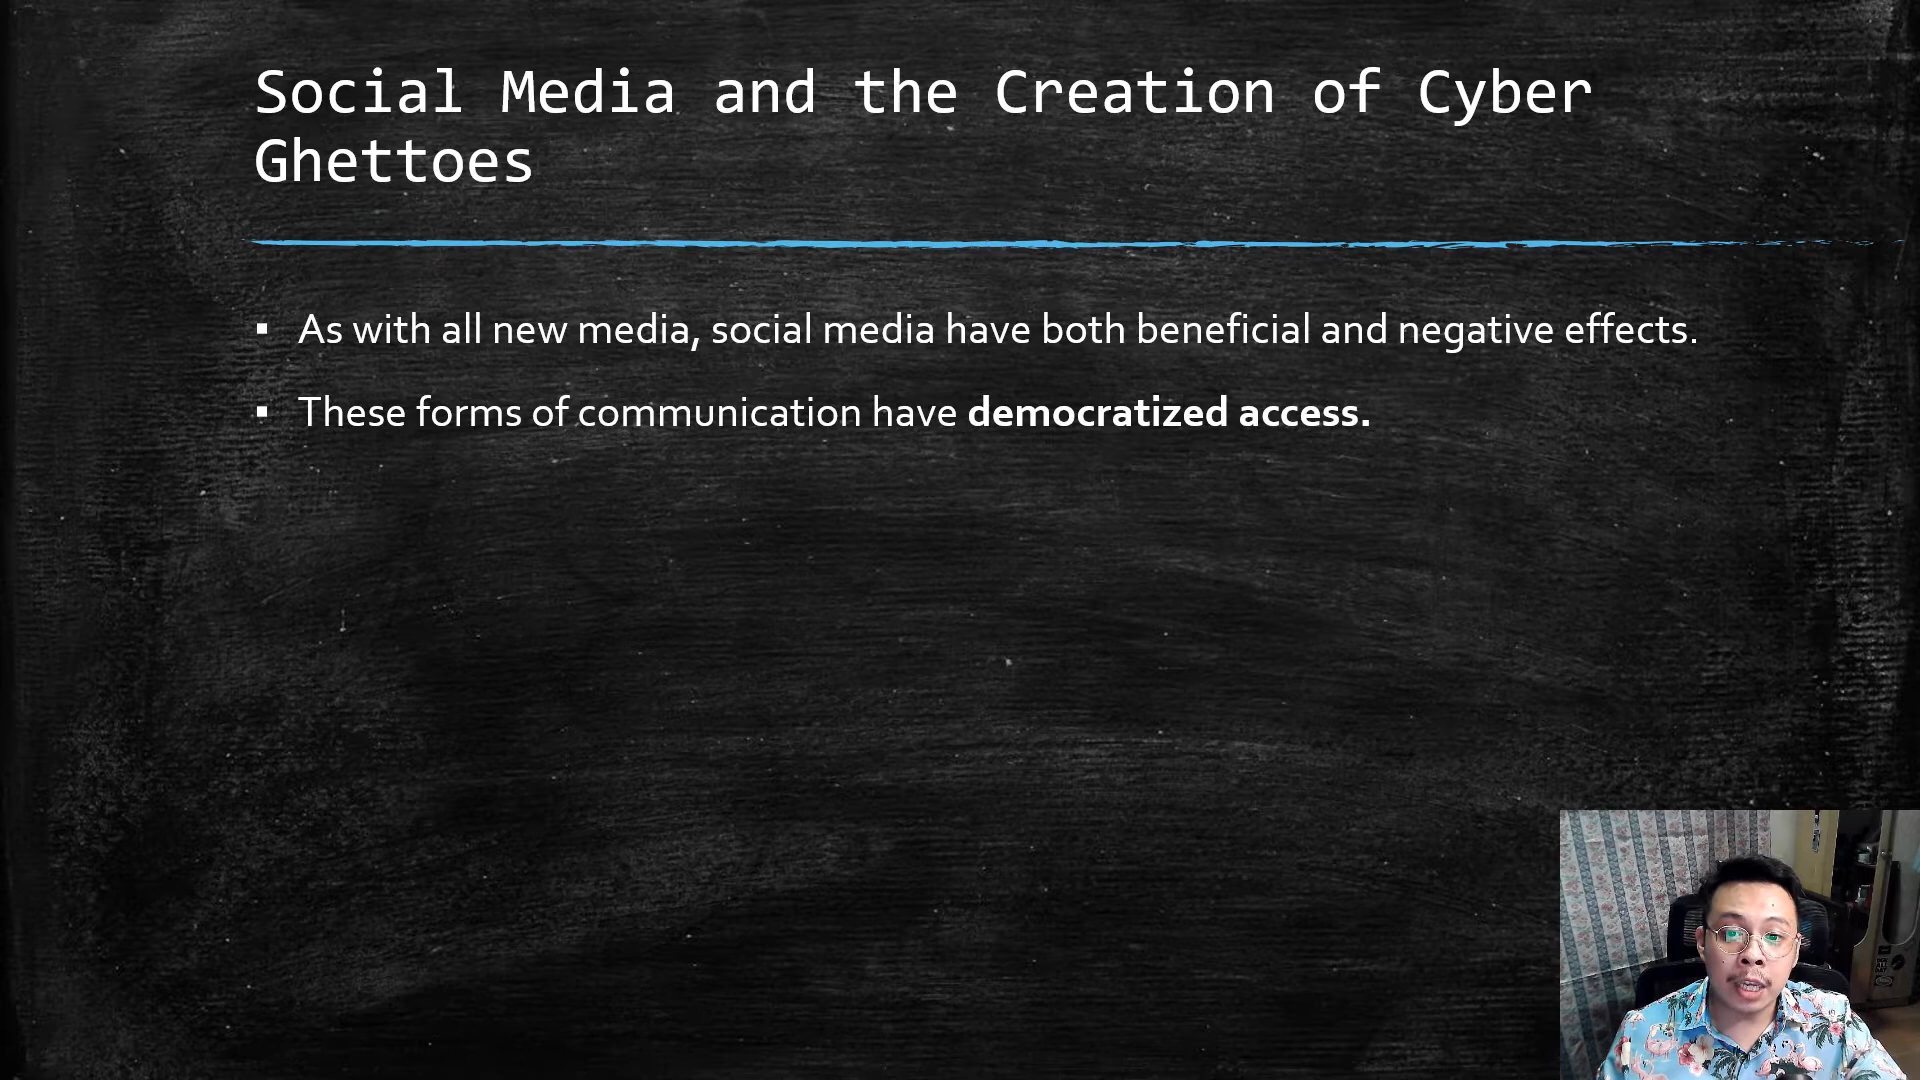 Social Media and the Creation of Cyber
Ghettoes
▪ As with all new media, social media have both beneficial and negative effects.
▪ These forms of communication have democratized access.